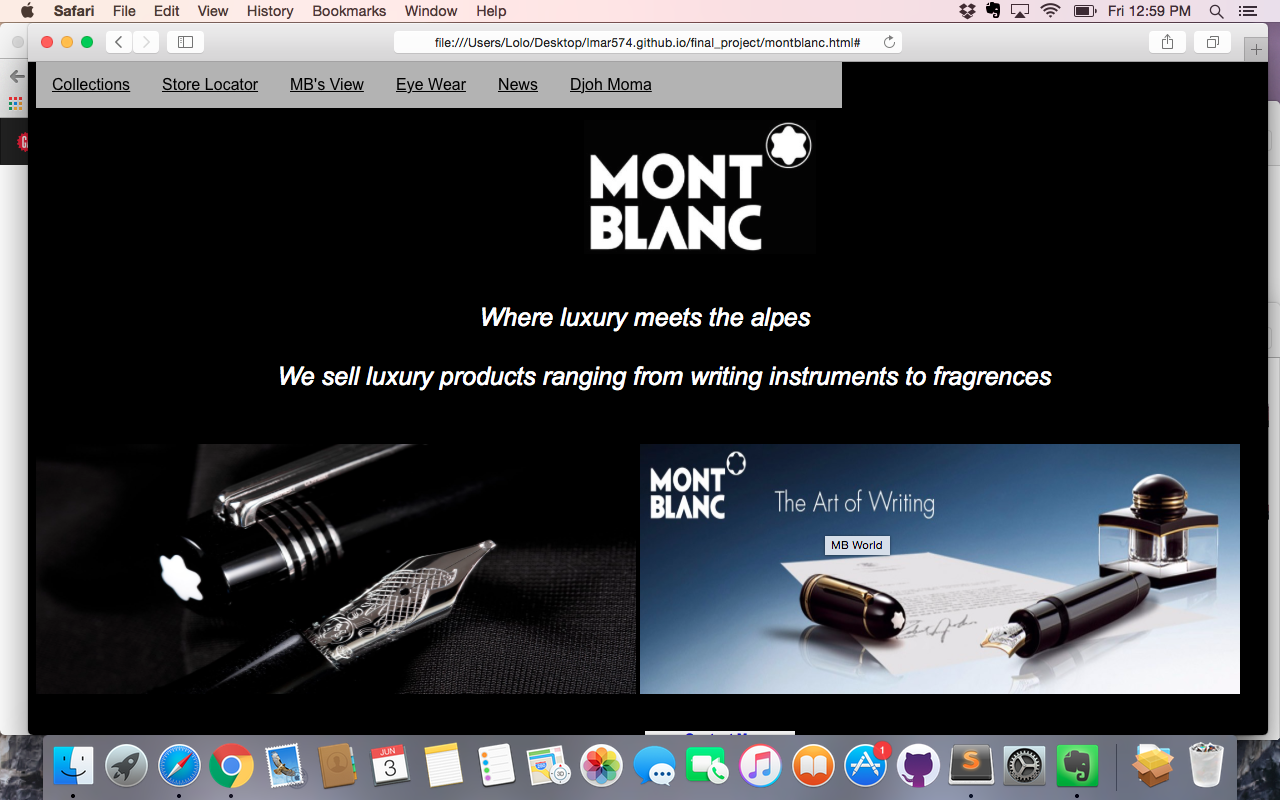 Safari File Edit View History Bookmarks Window Help Fri 12:59 PM
file:///Users/Lolo/Desktop/lmar574.github.io/final_project/montblanc.html#
Collections Store Locator MB's View Eye Wear News Djoh Moma
MONT
BLANC
Where luxury meets the alpes
We sell luxury products ranging from writing instruments to fragrences
MONT
BLANC
The Art of Writing
MB World
JUN
3
1